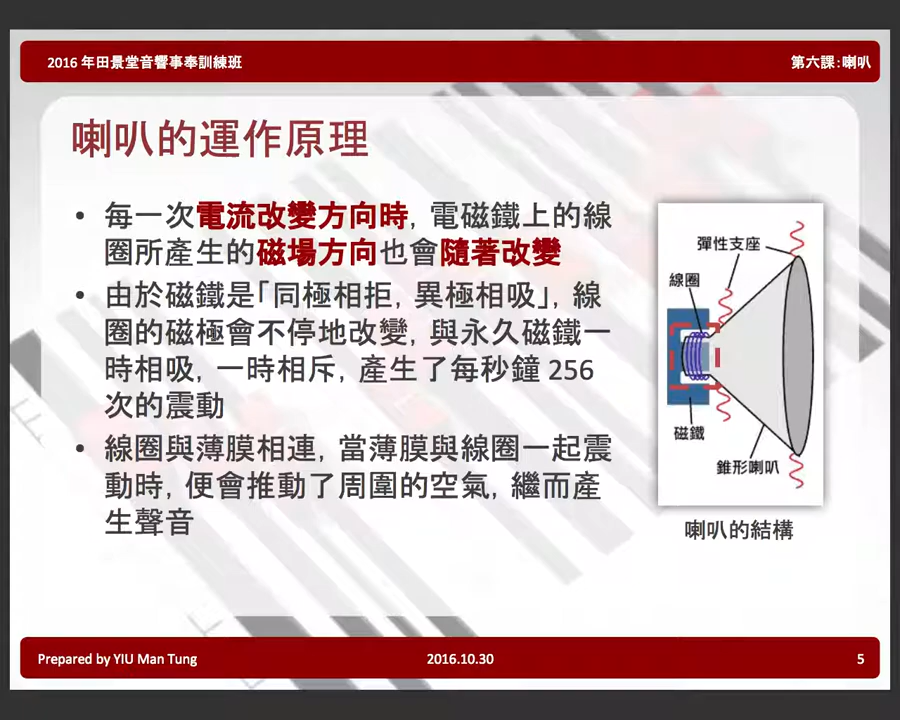 2016 年田景堂音響事奉訓練班
第六課：喇叭
喇叭的運作原理
• 每一次電流改變方向時，電磁鐵上的線
圈所產生的磁場方向也會隨著改變
• 由於磁鐵是「同極相拒，異極相吸」，線
圈的磁極會不停地改變，與永久磁鐵一
時相吸，一時相斥，產生了每秒鐘 256
次的震動
• 線圈與薄膜相連，當薄膜與線圈一起震
動時，便會推動了周圍的空氣，繼而產
生聲音
彈性支座
線圈
磁鐵
錐形喇叭
喇叭的結構
Prepared by YIU Man Tung
2016.10.30
5